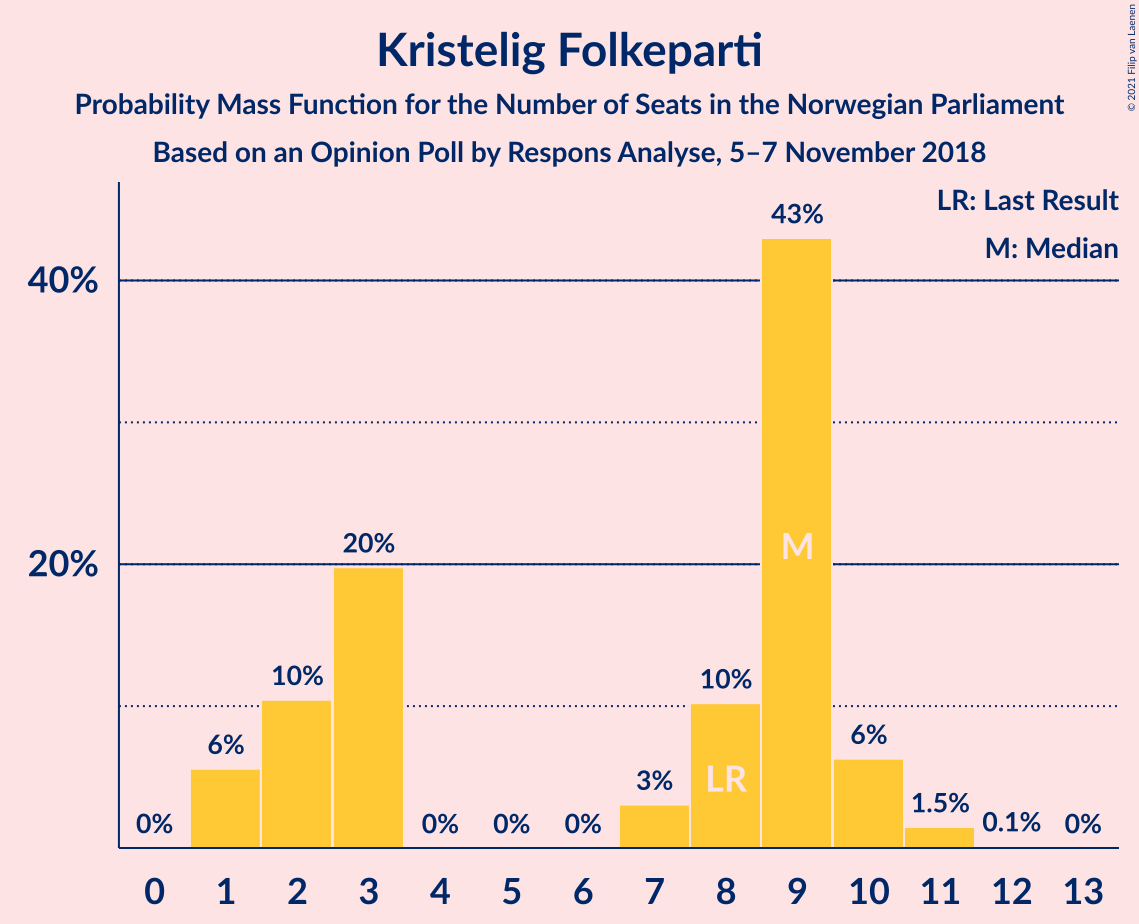 Kristelig Folkeparti
Probability Mass Function for the Number of Seats in the Norwegian Parliament
Based on an Opinion Poll by Respons Analyse, 5–7 November 2018
© 2021 Filip van Laenen
LR: Last Result
M: Median
40%
20%
0%
6%
10%
20%
0%
0%
0%
3%
10%
43%
6%
1.5%
0.1%
0%
LR
M
0 1 2 3 4 5 6 7 8 9 10 11 12 13